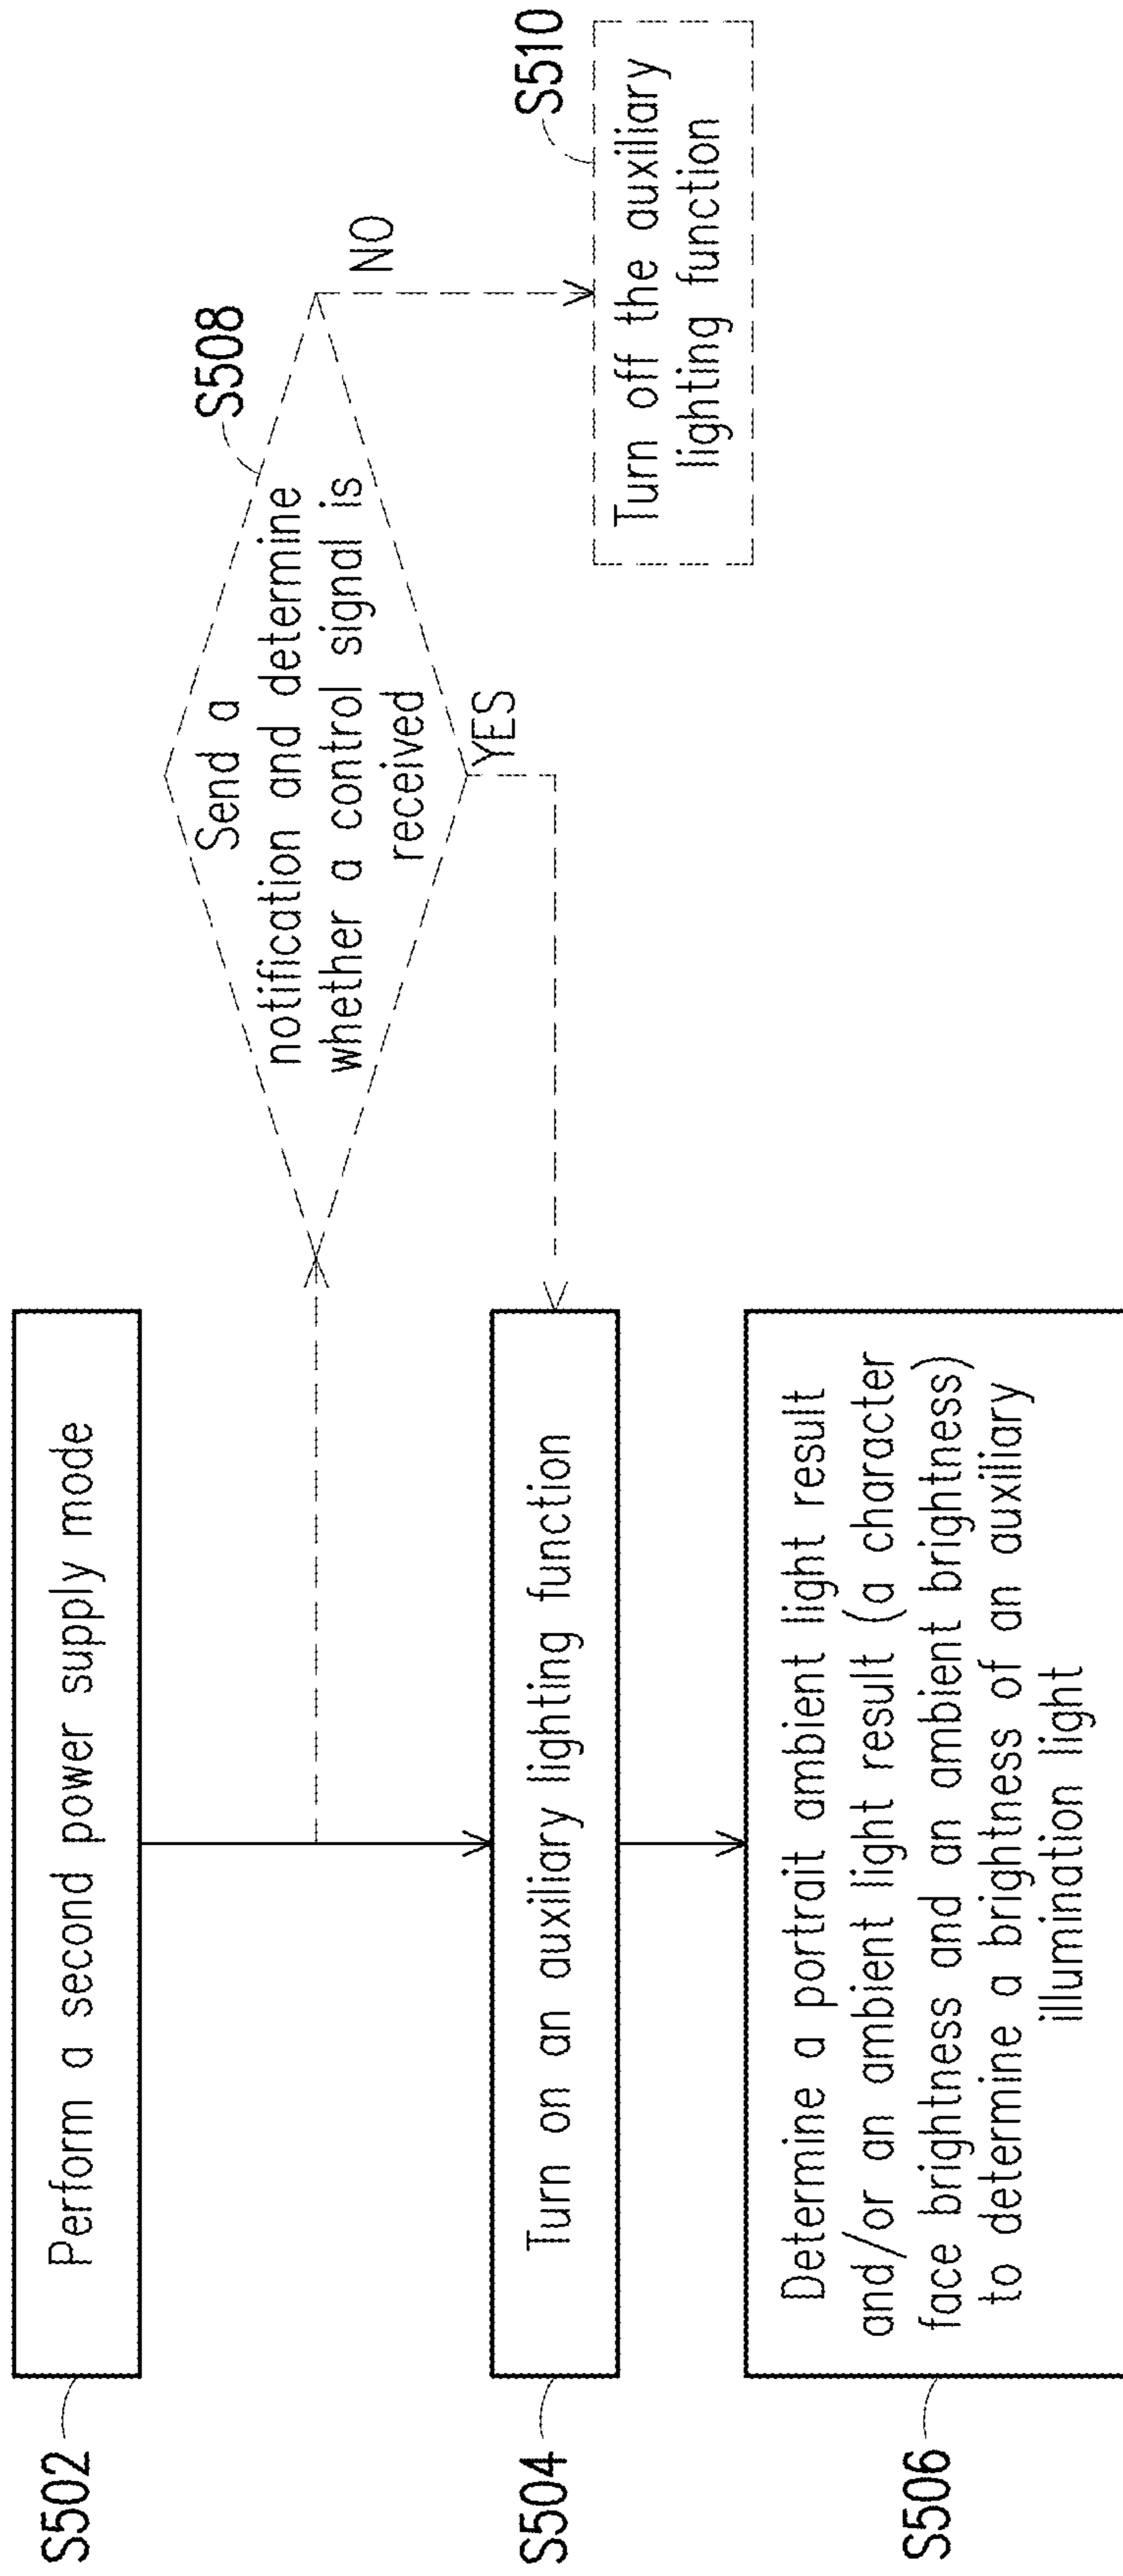 S502
Perform a second power supply mode
S508
Send a
notification and determine
whether a control signal is
received
NO
YES
S510
Turn off the auxiliary
lighting function
S504
Turn on an auxiliary lighting function
S506
Determine a portrait ambient light result
and/or an ambient light result (a character
face brightness and an ambient brightness)
to determine a brightness of an auxiliary
illumination light